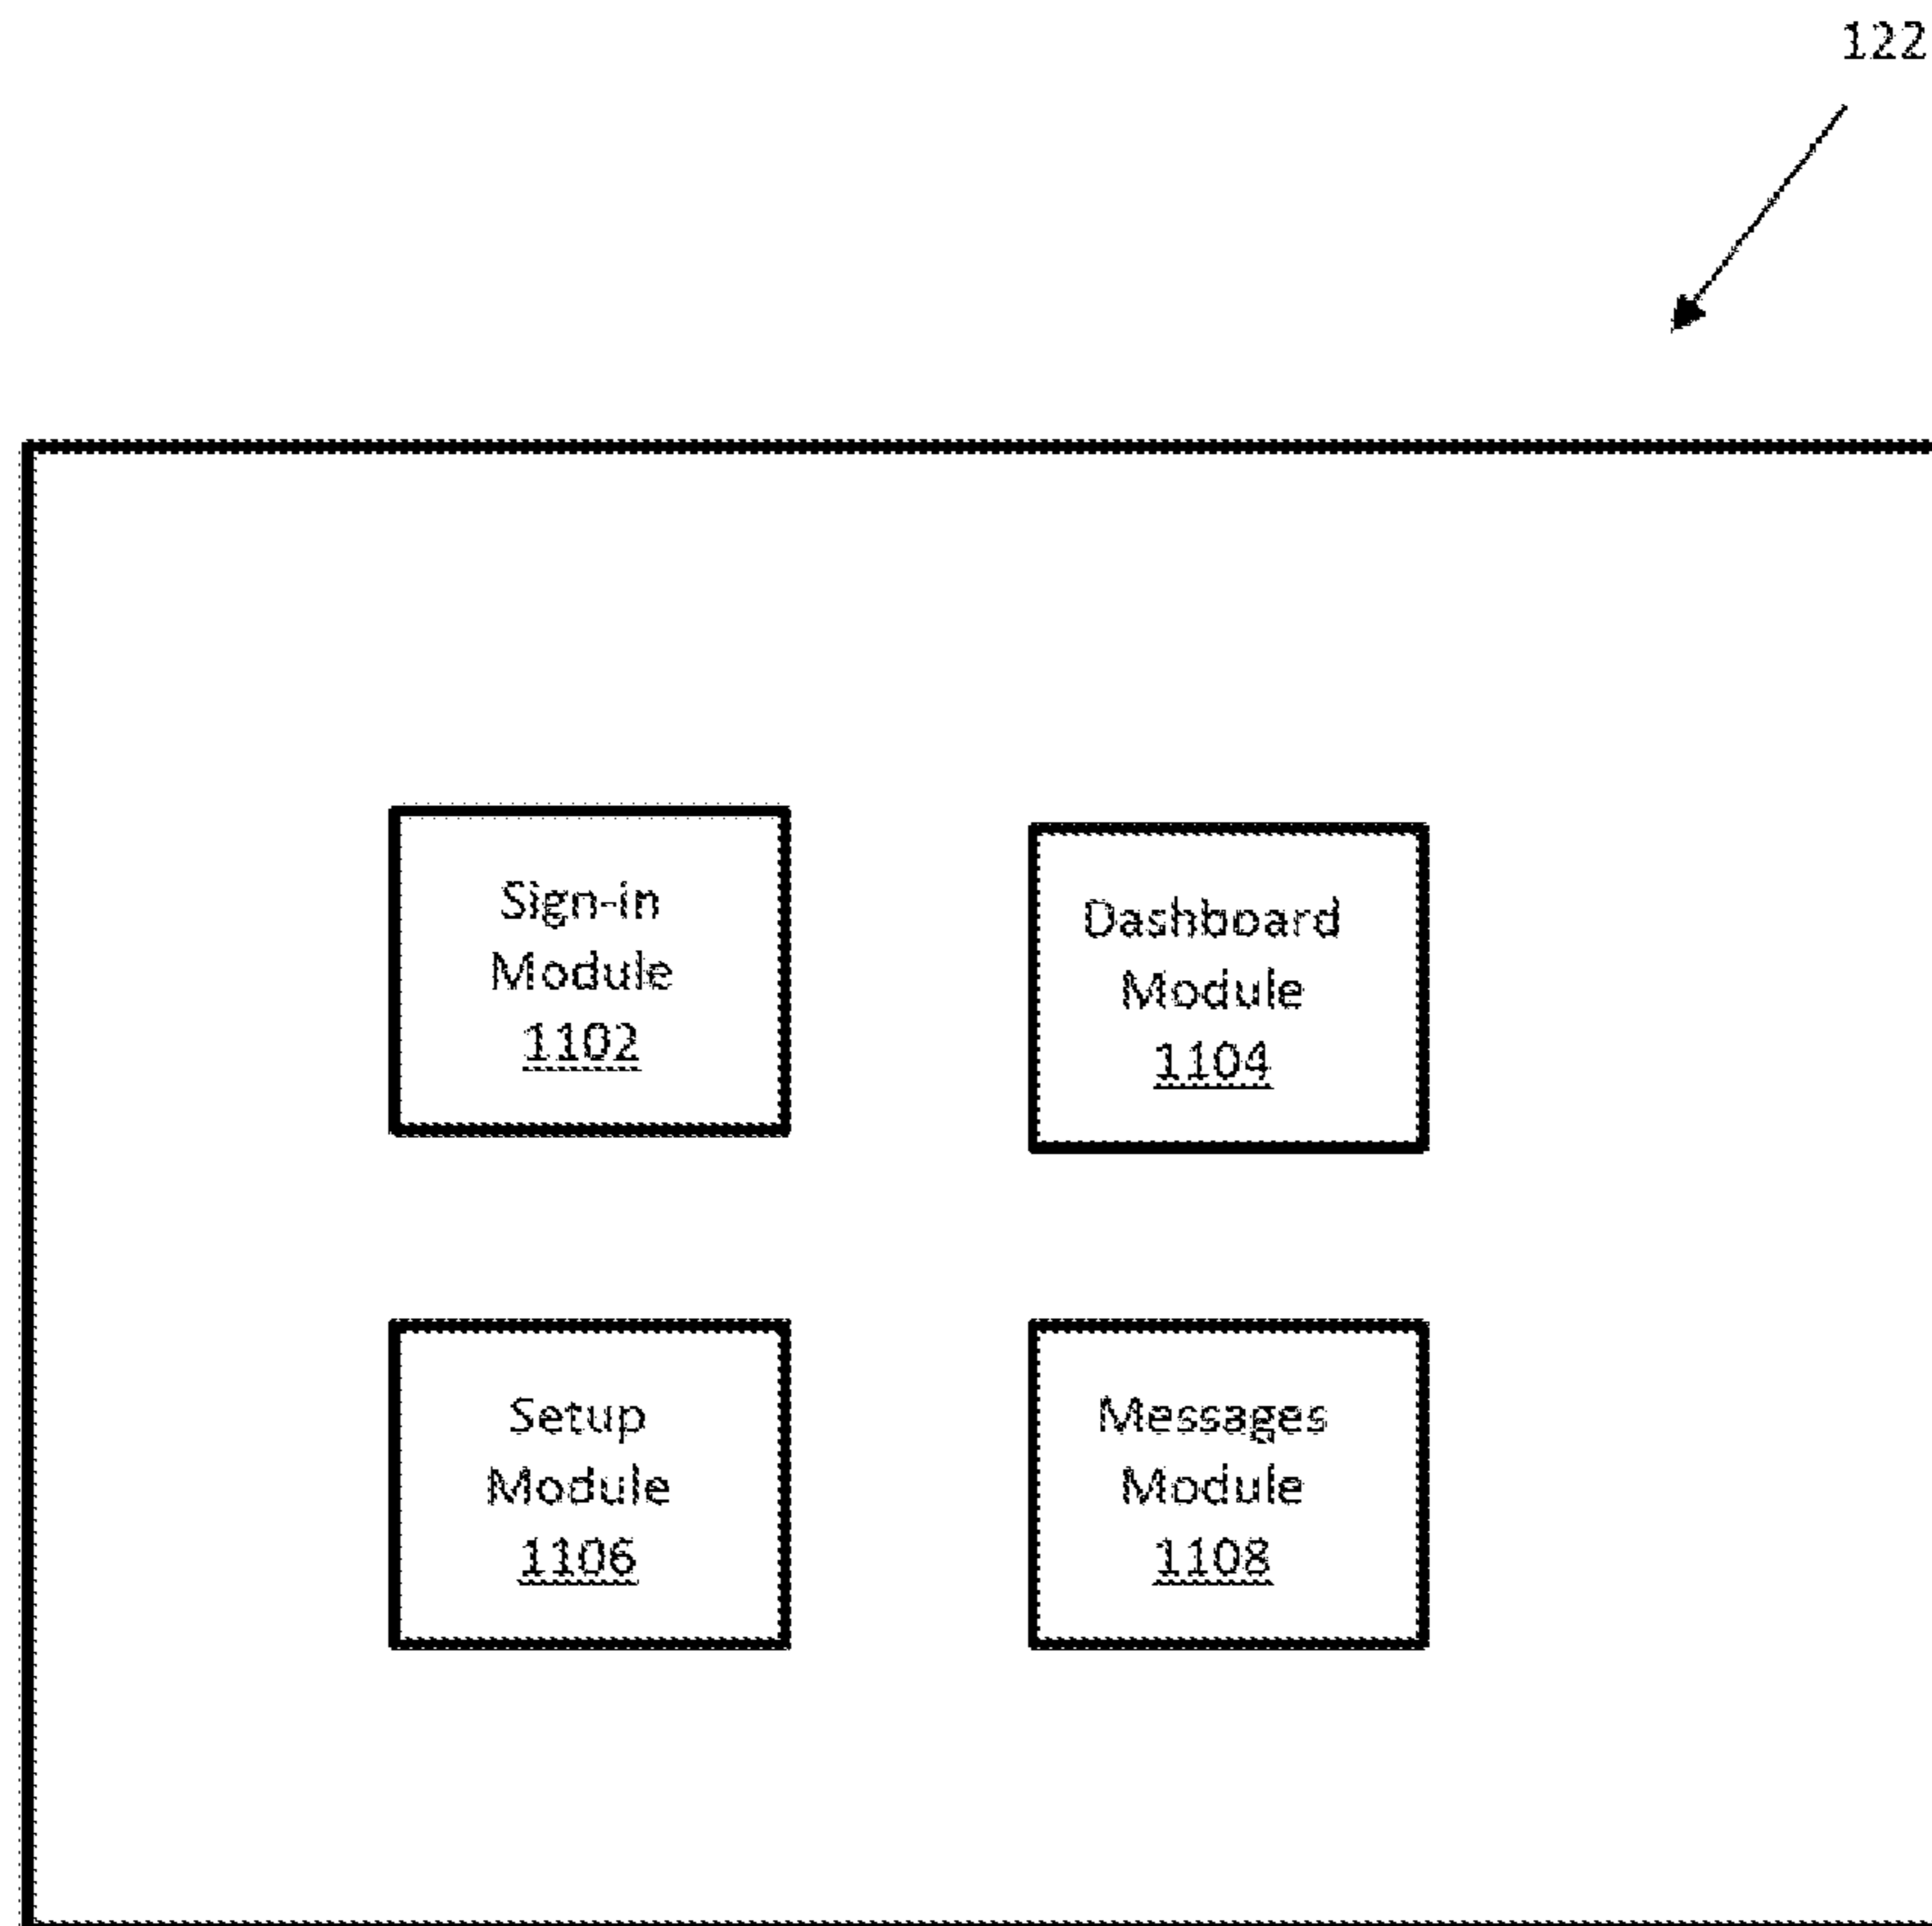 122
Sign-in
Module
1102
Dashboard
Module
1104
Setup
Module
1106
Messages
Module
1108